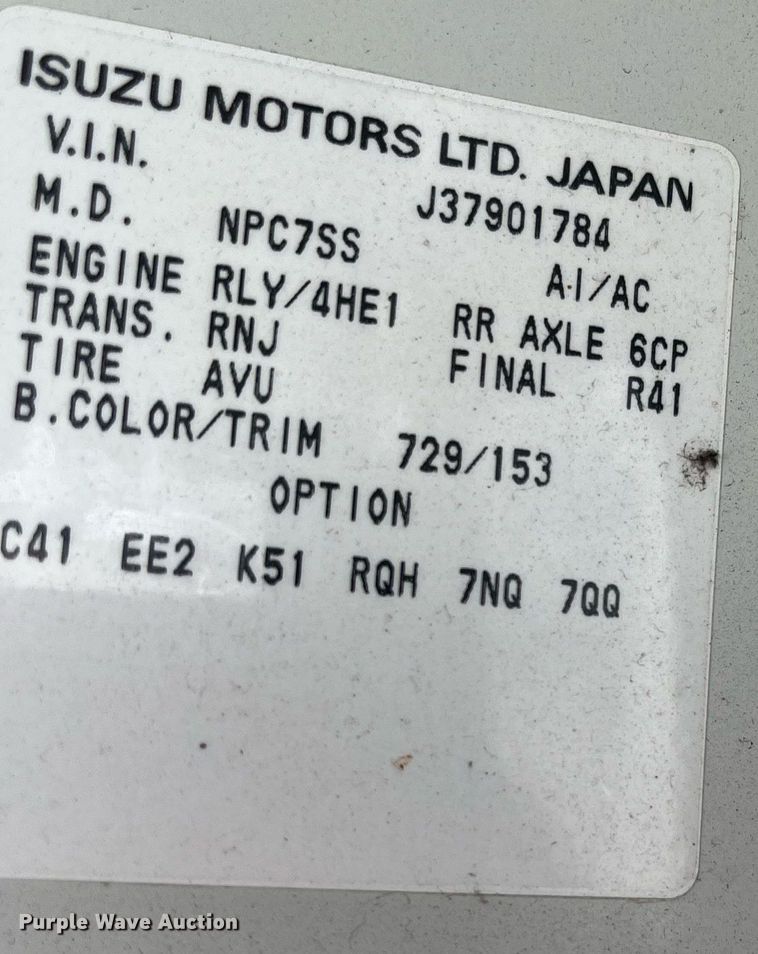 ISUZU MOTORS LTD. JAPAN
V.I.N. J37901784
M.D. NPC7SS A.I/AC
ENGINE RLY/4HE1 RR AXLE 6CP
TRANS. RNJ FINAL R41
TIRE AVU
B.COLOR/TRIM 729/153
OPTION
C41 EE2 K51 RQH 7NQ 7QQ
Purple Wave Auction